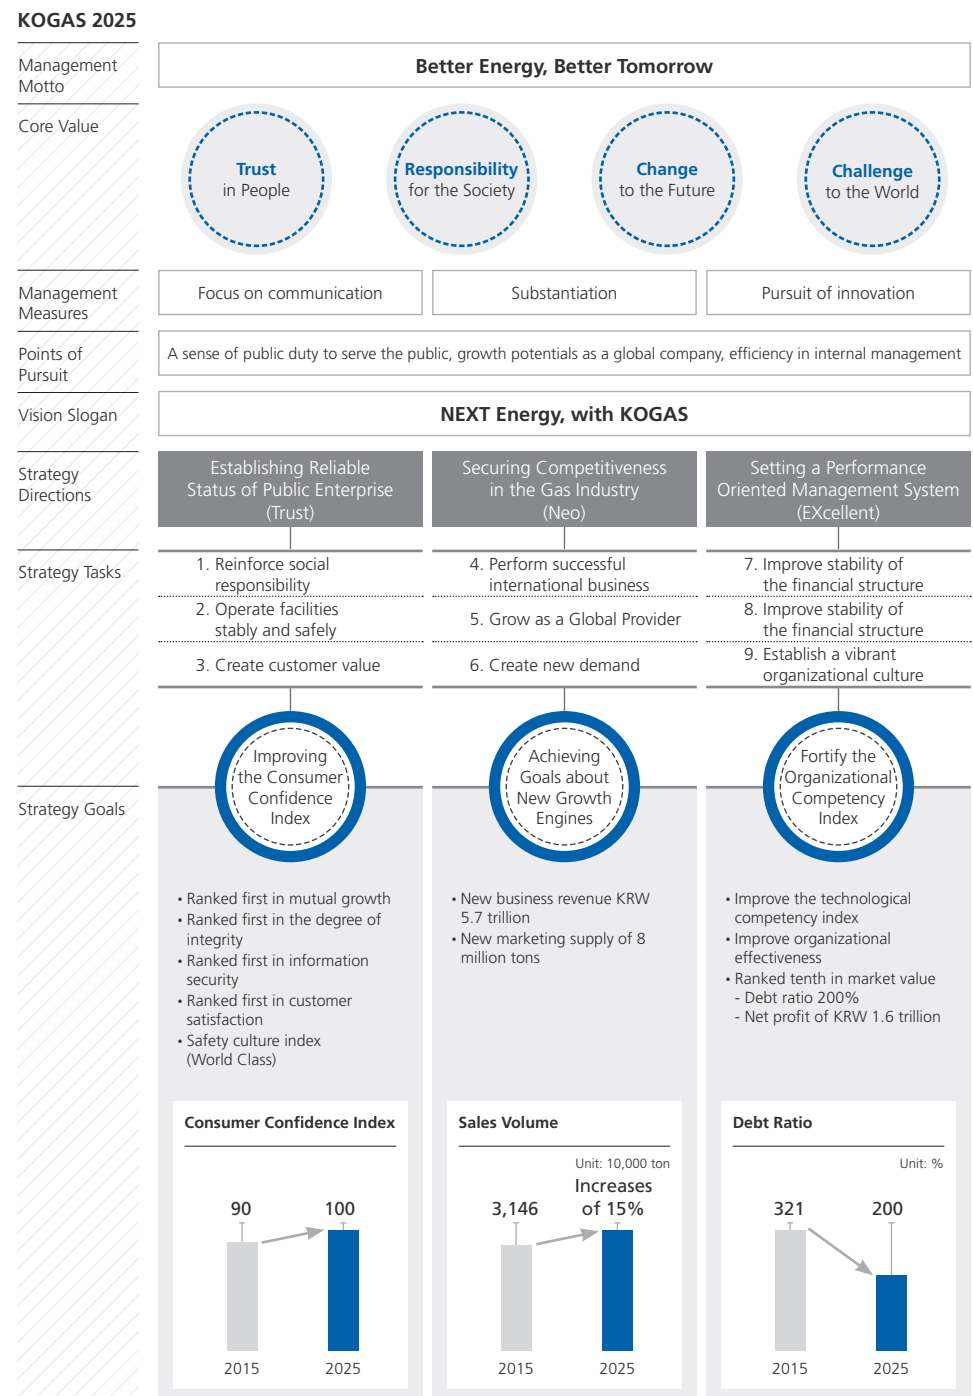 KOGAS 2025
Management
Motto
Better Energy, Better Tomorrow
Core Value
Trust
in People
Responsibility
for the Society
Change
to the Future
Challenge
to the World
Management
Measures
Focus on communication
Substantiation
Pursuit of innovation
Points of
Pursuit
A sense of public duty to serve the public, growth potentials as a global company, efficiency in internal management
Vision Slogan
NEXT Energy, with KOGAS
Strategy
Directions
Establishing Reliable
Status of Public Enterprise
(Trust)
Securing Competitiveness
in the Gas Industry
(Neo)
Setting a Performance
Oriented Management System
(EXcellent)
Strategy Tasks
1. Reinforce social
responsibility
2. Operate facilities
stably and safely
3. Create customer value
4. Perform successful
international business
5. Grow as a Global Provider
6. Create new demand
7. Improve stability of
the financial structure
8. Improve stability of
the financial structure
9. Establish a vibrant
organizational culture
Strategy Goals
Improving
the Consumer
Confidence
Index
• Ranked first in mutual growth
• Ranked first in the degree of
integrity
• Ranked first in information
security
• Ranked first in customer
satisfaction
• Safety culture index
(World Class)
Achieving
Goals about
New Growth
Engines
• New business revenue KRW
5.7 trillion
• New marketing supply of 8
million tons
Fortify the
Organizational
Competency
Index
• Improve the technological
competency index
• Improve organizational
effectiveness
• Ranked tenth in market value
- Debt ratio 200%
- Net profit of KRW 1.6 trillion
Consumer Confidence Index
90
100
2015
2025
Sales Volume
Unit: 10,000 ton
3,146
Increases
of 15%
2015
2025
Debt Ratio
Unit: %
321
200
2015
2025